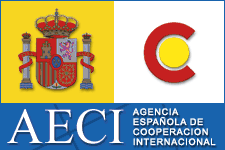 AECI
AGENCIA
ESPAÑOLA DE
COOPERACION
INTERNACIONAL